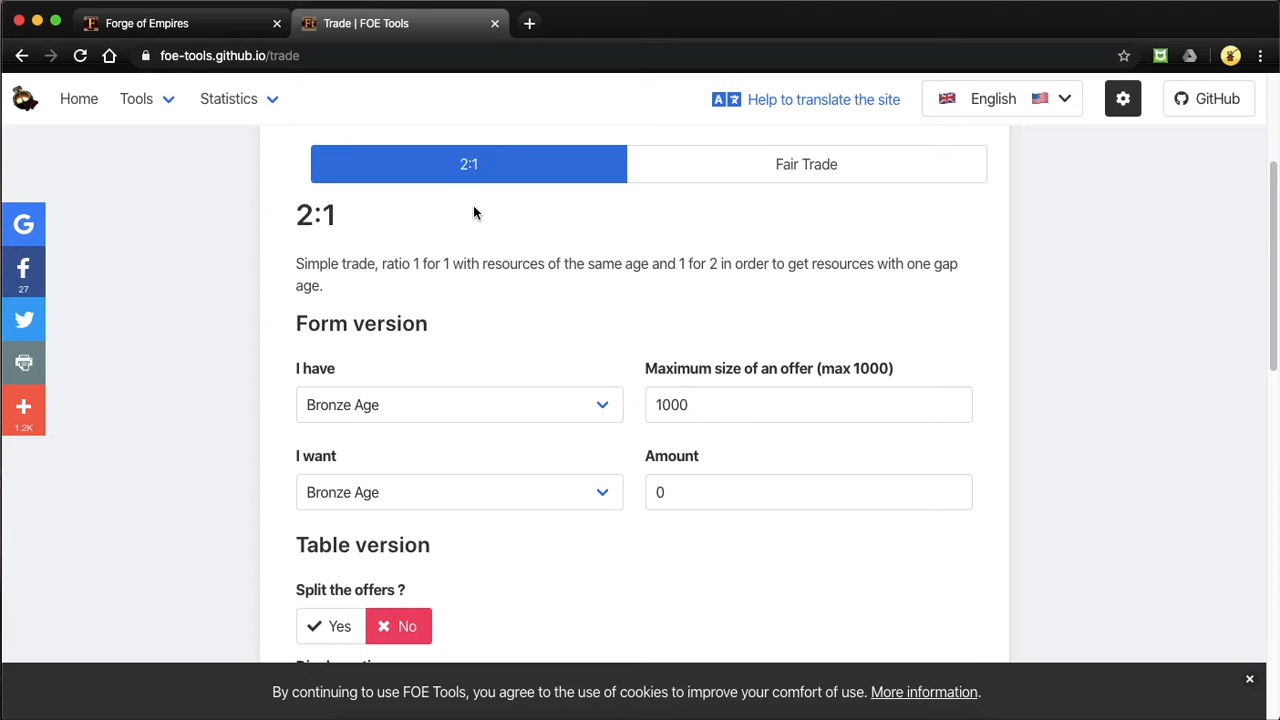 Forge of Empires
Trade | FOE Tools
foe-tools.github.io/trade
Home Tools Statistics Help to translate the site English GitHub
2:1 Fair Trade
2:1
Simple trade, ratio 1 for 1 with resources of the same age and 1 for 2 in order to get resources with one gap
age.
Form version
I have Maximum size of an offer (max 1000)
Bronze Age 1000
I want Amount
Bronze Age 0
Table version
Split the offers ?
Yes No
27
1.2K
By continuing to use FOE Tools, you agree to the use of cookies to improve your comfort of use. More information.